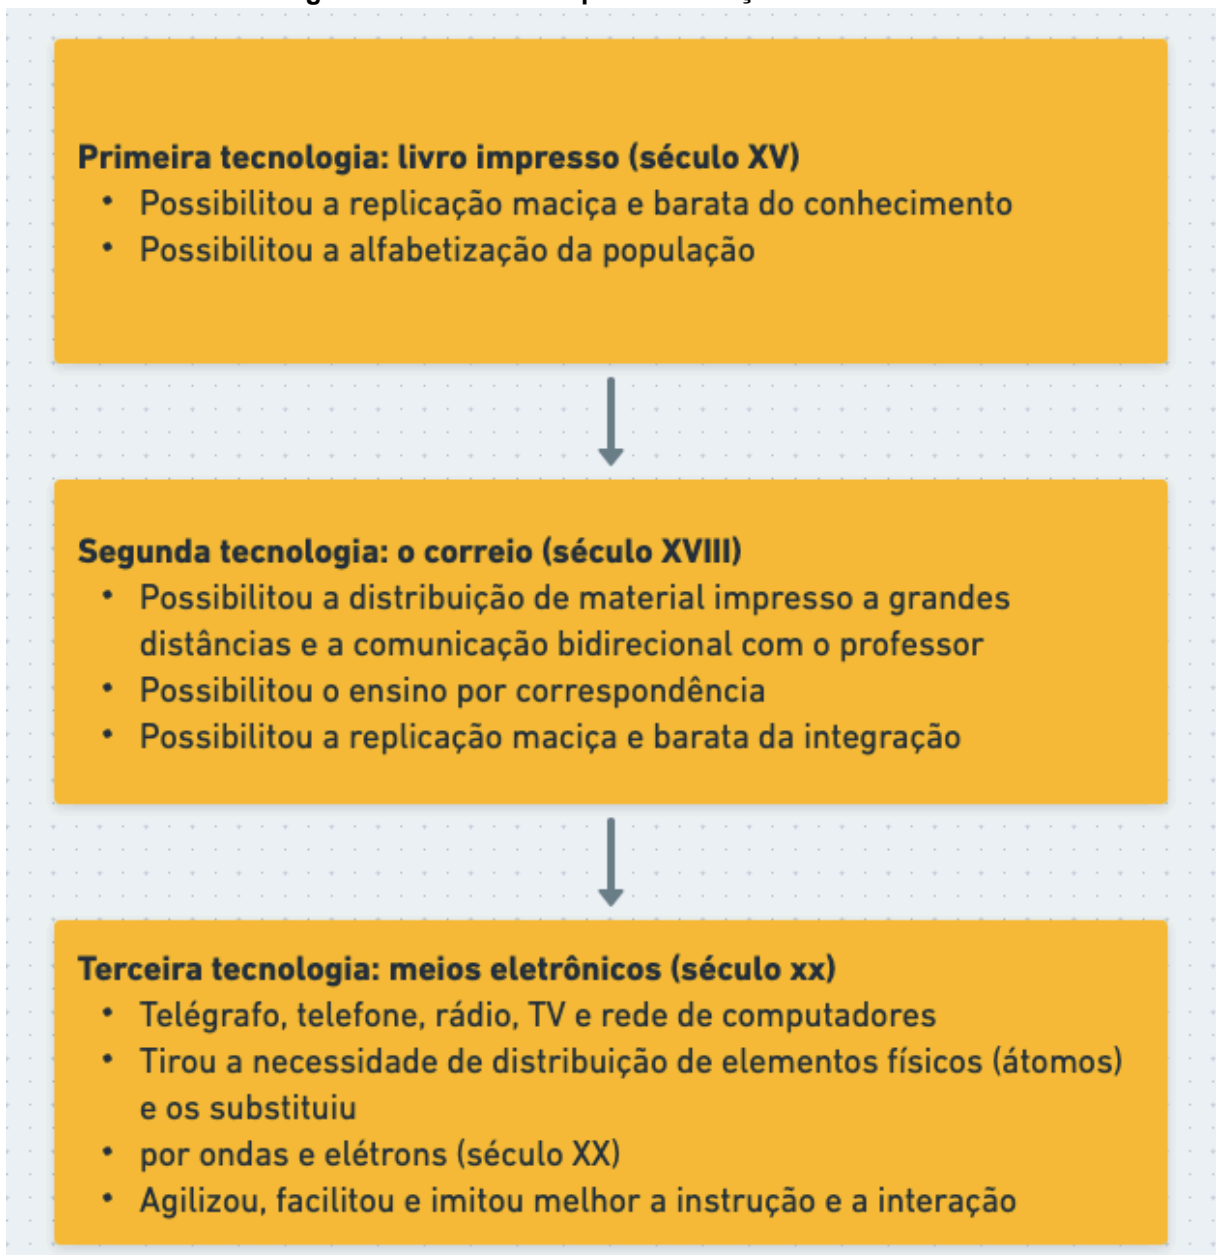 Primeira tecnologia: livro impresso (século XV)
• Possibilitou a replicação maciça e barata do conhecimento
• Possibilitou a alfabetização da população
Segunda tecnologia: o correio (século XVIII)
• Possibilitou a distribuição de material impresso a grandes
distâncias e a comunicação bidirecional com o professor
• Possibilitou o ensino por correspondência
• Possibilitou a replicação maciça e barata da integração
Terceira tecnologia: meios eletrônicos (século xx)
• Telégrafo, telefone, rádio, TV e rede de computadores
• Tirou a necessidade de distribuição de elementos físicos (átomos)
e os substituiu
• por ondas e elétrons (século XX)
• Agilizou, facilitou e imitou melhor a instrução e a interação